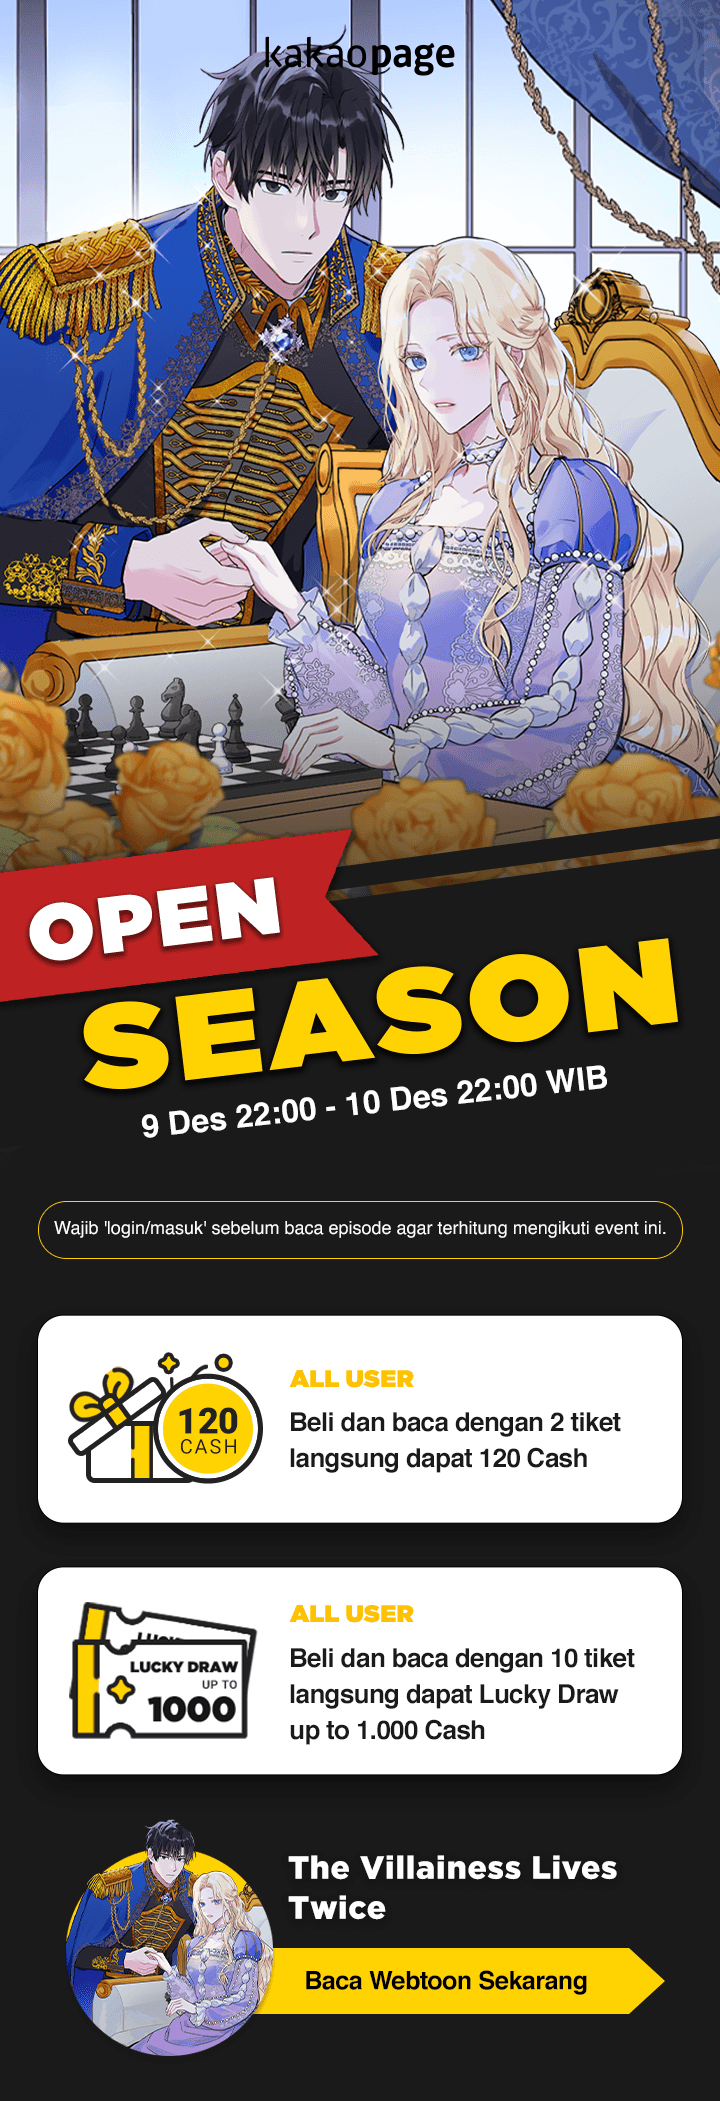 kakaopage
OPEN
SEASON
9 Des 22:00 - 10 Des 22:00 WIB
Wajib 'login/masuk' sebelum baca episode agar terhitung mengikuti event ini.
120
CASH
ALL USER
Beli dan baca dengan 2 tiket
langsung dapat 120 Cash
LUCKY DRAW
UP TO
1000
ALL USER
Beli dan baca dengan 10 tiket
langsung dapat Lucky Draw
up to 1.000 Cash
The Villainess Lives
Twice
Baca Webtoon Sekarang